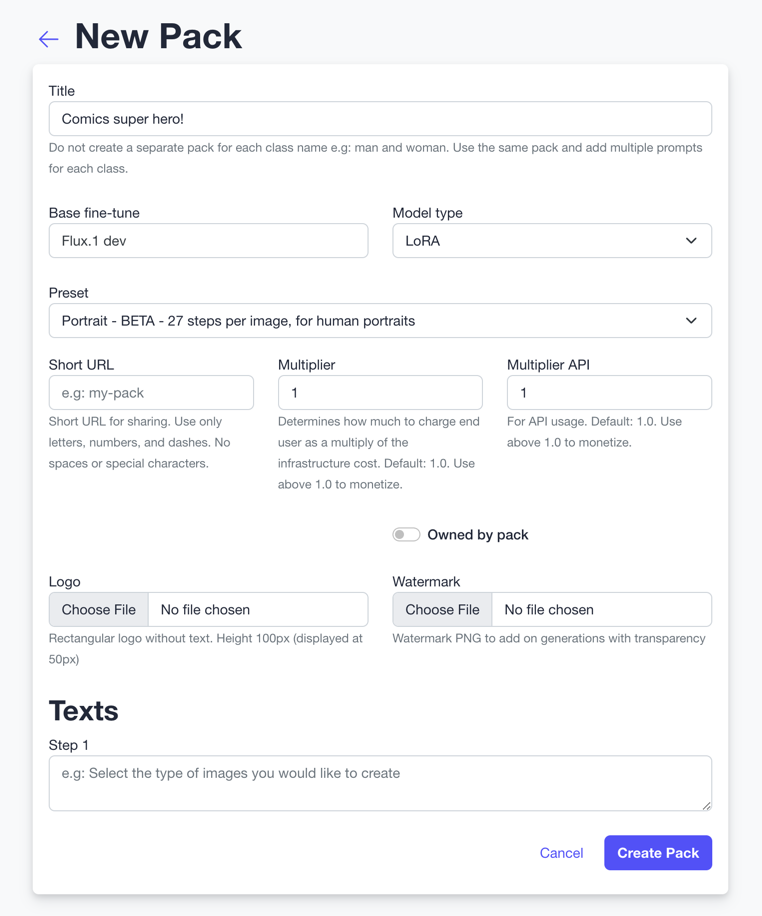 New Pack
Title
Comics super hero!
Do not create a separate pack for each class name e.g: man and woman. Use the same pack and add multiple prompts
for each class.
Base fine-tune
Model type
Flux.1 dev
LoRA
Preset
Portrait - BETA - 27 steps per image, for human portraits
Short URL
Multiplier
Multiplier API
e.g: my-pack
1
1
Short URL for sharing. Use only
letters, numbers, and dashes. No
spaces or special characters.
Determines how much to charge end
user as a multiply of the
infrastructure cost. Default: 1.0. Use
above 1.0 to monetize.
For API usage. Default: 1.0. Use
above 1.0 to monetize.
Owned by pack
Logo
Watermark
Choose File No file chosen
Choose File No file chosen
Rectangular logo without text. Height 100px (displayed at
50px)
Watermark PNG to add on generations with transparency
Texts
Step 1
e.g: Select the type of images you would like to create
Cancel
Create Pack